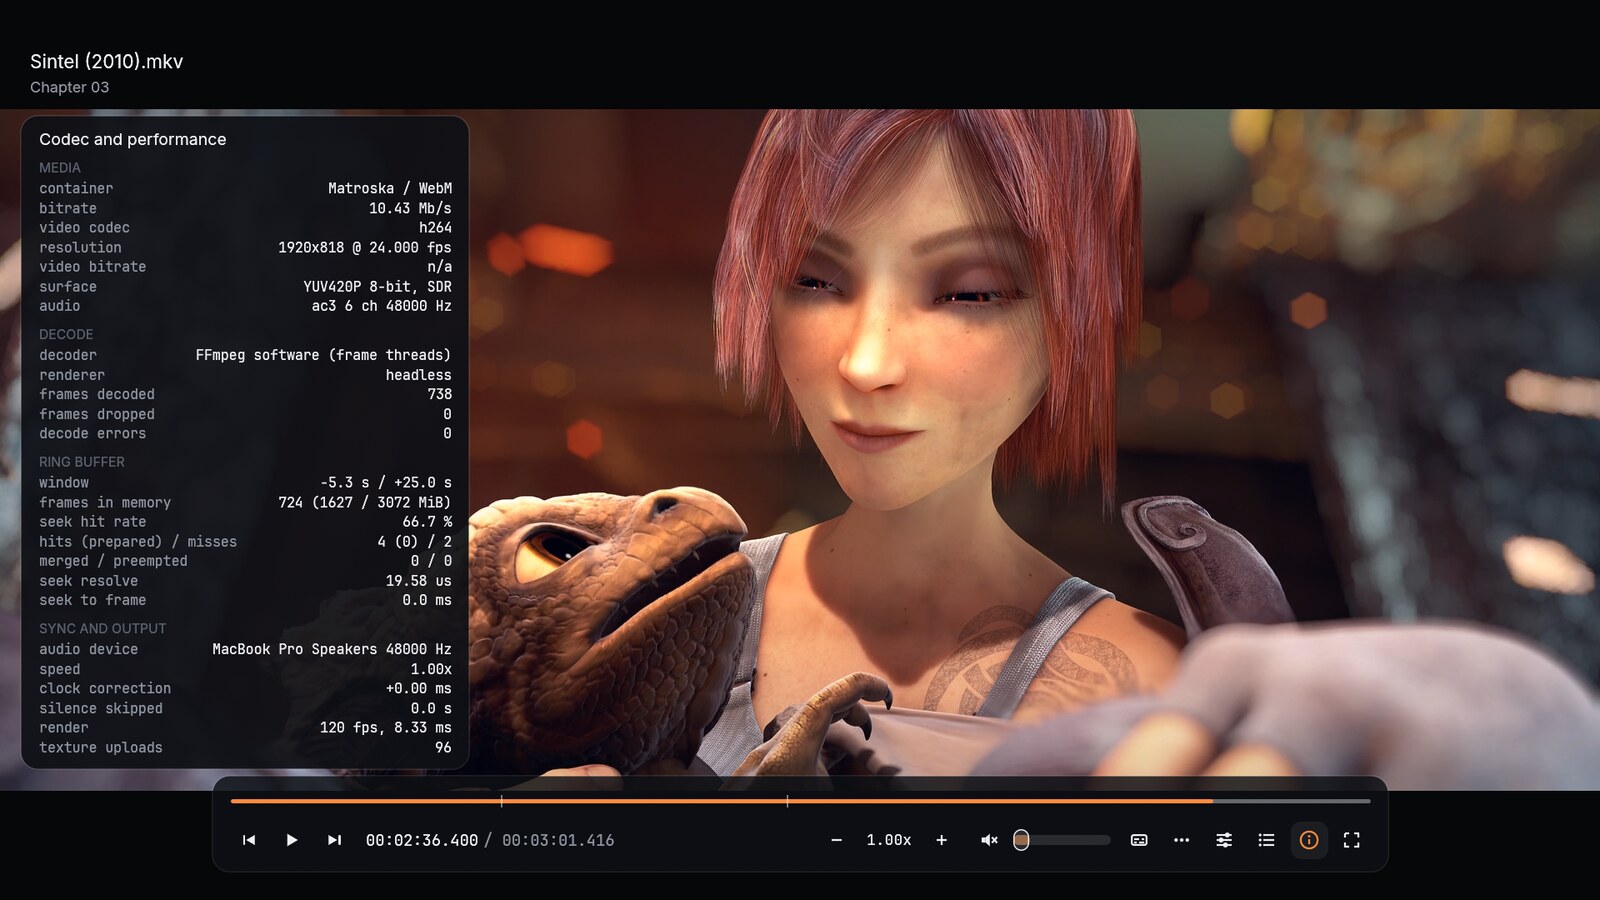 Sintel (2010).mkv
Chapter 03
Codec and performance
MEDIA
container Matroska / WebM
bitrate 10.43 Mb/s
video codec h264
resolution 1920x818 @ 24.000 fps
video bitrate n/a
surface YUV420P 8-bit, SDR
audio ac3 6 ch 48000 Hz
DECODE
decoder FFmpeg software (frame threads)
renderer headless
frames decoded 738
frames dropped 0
decode errors 0
RING BUFFER
window -5.3 s / +25.0 s
frames in memory 724 (1627 / 3072 MiB)
seek hit rate 66.7 %
hits (prepared) / misses 4 (0) / 2
merged / preempted 0 / 0
seek resolve 19.58 us
seek to frame 0.0 ms
SYNC AND OUTPUT
audio device MacBook Pro Speakers 48000 Hz
speed 1.00x
clock correction +0.00 ms
silence skipped 0.0 s
render 120 fps, 8.33 ms
texture uploads 96
00:02:36.400 / 00:03:01.416 − 1.00x +